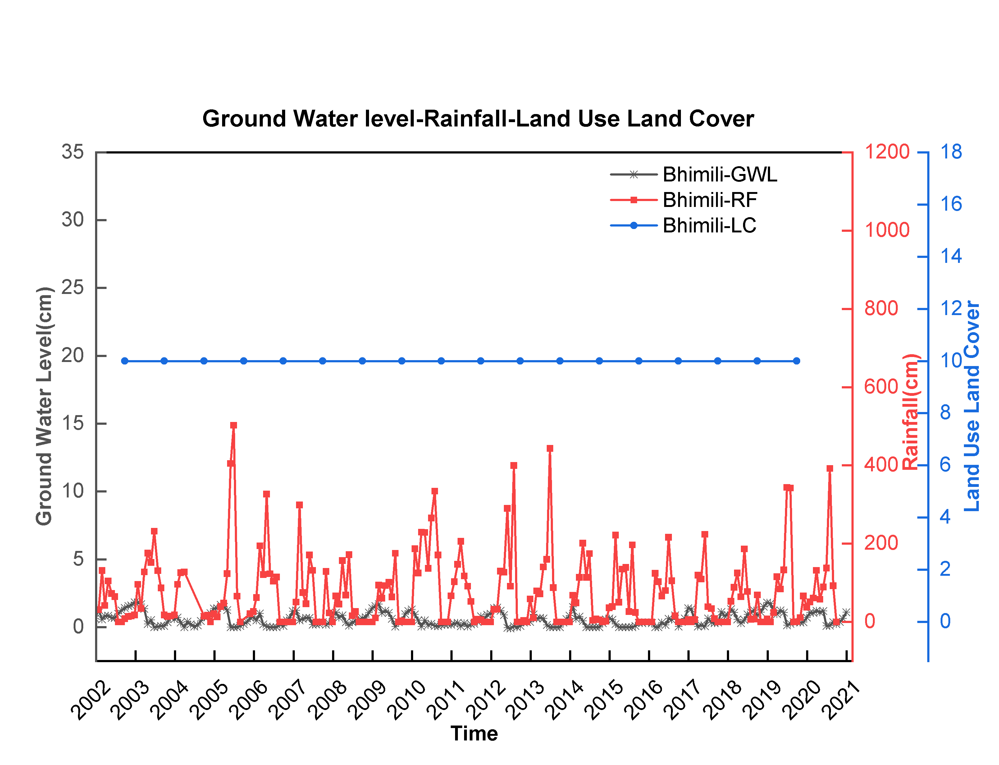 Ground Water level-Rainfall-Land Use Land Cover
Bhimili-GWL
Bhimili-RF
Bhimili-LC
Ground Water Level(cm)
35
30
25
20
15
10
5
0
1200
1000
800
600
400
200
0
Rainfall(cm)
18
16
14
12
10
8
6
4
2
0
Land Use Land Cover
2002 2003 2004 2005 2006 2007 2008 2009 2010 2011 2012 2013 2014 2015 2016 2017 2018 2019 2020 2021
Time